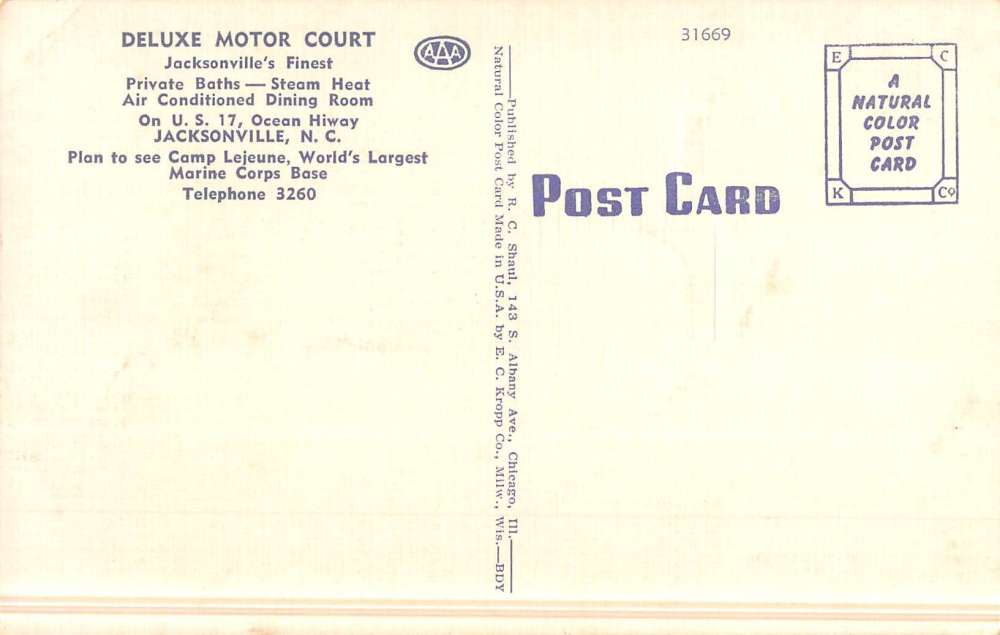 DELUXE MOTOR COURT
Jacksonville's Finest
Private Baths — Steam Heat
Air Conditioned Dining Room
On U. S. 17, Ocean Hiway
JACKSONVILLE, N. C.
Plan to see Camp Lejeune, World's Largest
Marine Corps Base
Telephone 3260
AAA
Published by R. C. Shaul, 143 S. Albany Ave., Chicago, Ill.
Natural Color Post Card Made in U.S.A. by E. C. Kropp Co., Milw., Wis.—BDY
31669
POST CARD
E C
A
NATURAL
COLOR
POST
CARD
K Co